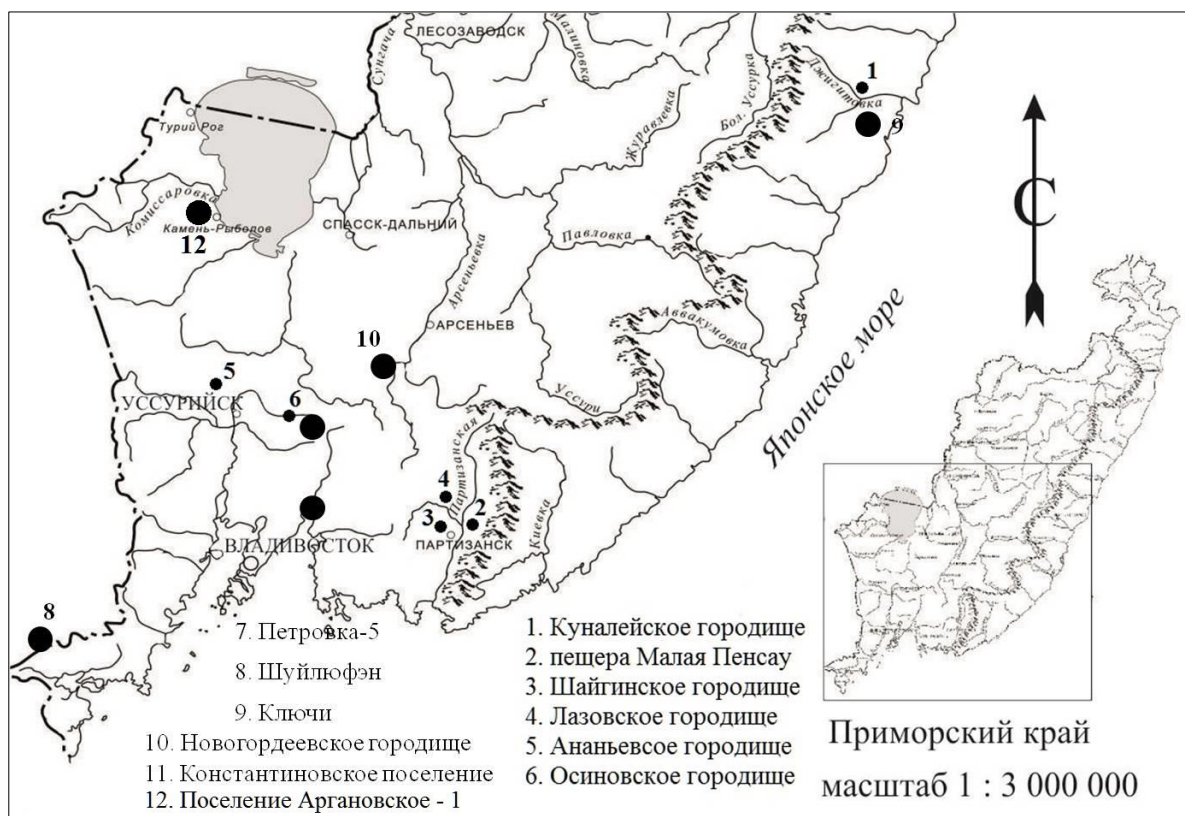 ЛЕСОЗАВОДСК
Сунгача
Малиновка
Журавлевка
Бол. Уссурка
Джигитовка
1
9
Турий Рог
Комиссаровка
Камень-Рыболов
12
СПАССК-ДАЛЬНИЙ
Арсеньевка
Павловка
АРСЕНЬЕВ
Аввакумовка
С
10
5
УССУРИЙСК
6
Уссури
Японское море
Партизанская
4
3
2
ПАРТИЗАНСК
Киевка
ВЛАДИВОСТОК
8
7. Петровка-5
8. Шуйлюфэн
9. Ключи
10. Новогордеевское городище
11. Константиновское поселение
12. Поселение Аргановское - 1
1. Куналейское городище
2. пещера Малая Пенсау
3. Шайгинское городище
4. Лазовское городище
5. Ананьевсое городище
6. Осиновское городище
Приморский край
масштаб 1 : 3 000 000